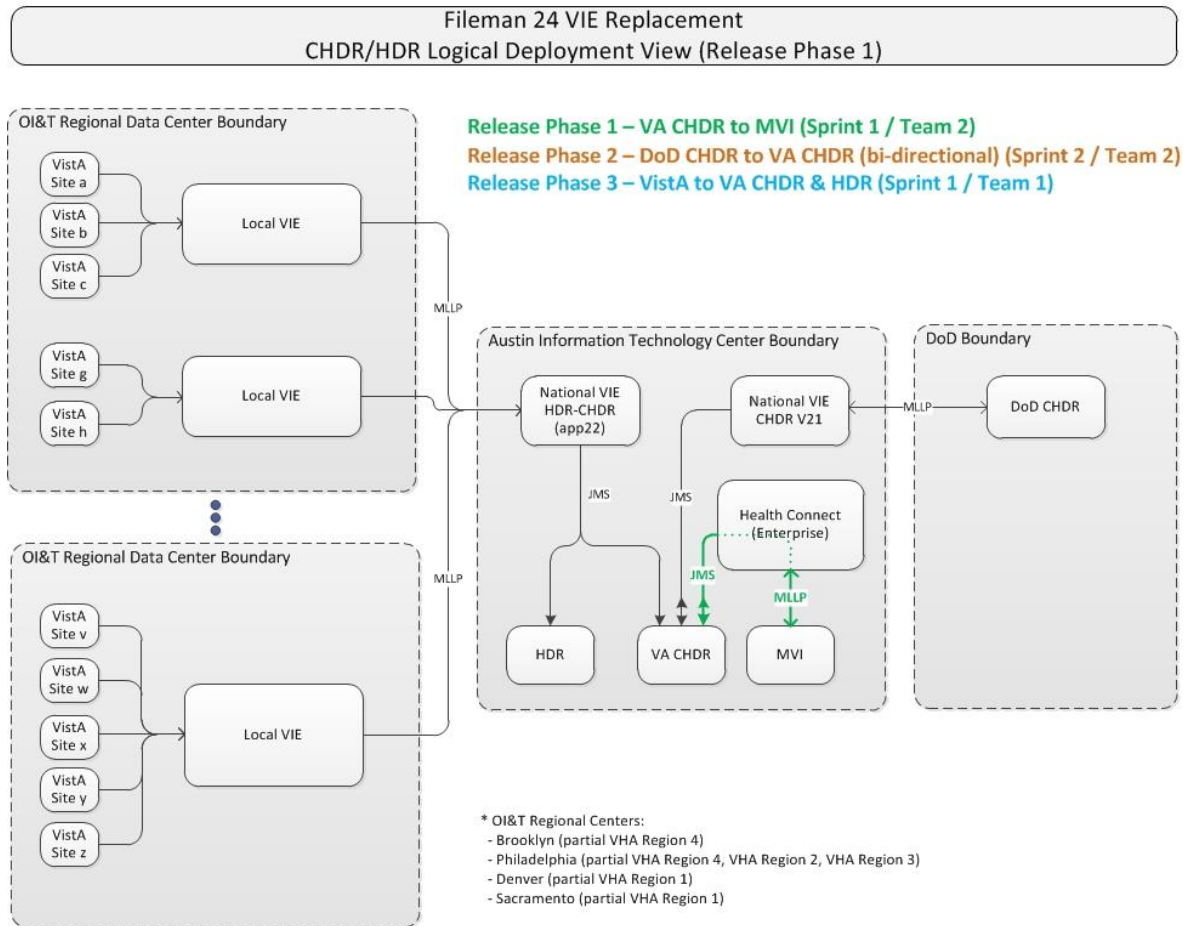 Fileman 24 VIE Replacement
CHDR/HDR Logical Deployment View (Release Phase 1)
OI&T Regional Data Center Boundary
VistA
Site a
VistA
Site b
VistA
Site c
Local VIE
VistA
Site g
VistA
Site h
Local VIE
MLLP
Release Phase 1 – VA CHDR to MVI (Sprint 1 / Team 2)
Release Phase 2 – DoD CHDR to VA CHDR (bi-directional) (Sprint 2 / Team 2)
Release Phase 3 – VistA to VA CHDR & HDR (Sprint 1 / Team 1)
Austin Information Technology Center Boundary
National VIE
HDR-CHDR
(app22)
National VIE
CHDR V21
MLLP
DoD Boundary
DoD CHDR
JMS
JMS
Health Connect
(Enterprise)
JMS
MLLP
HDR
VA CHDR
MVI
OI&T Regional Data Center Boundary
VistA
Site v
VistA
Site w
VistA
Site x
VistA
Site y
VistA
Site z
Local VIE
MLLP
* OI&T Regional Centers:
- Brooklyn (partial VHA Region 4)
- Philadelphia (partial VHA Region 4, VHA Region 2, VHA Region 3)
- Denver (partial VHA Region 1)
- Sacramento (partial VHA Region 1)